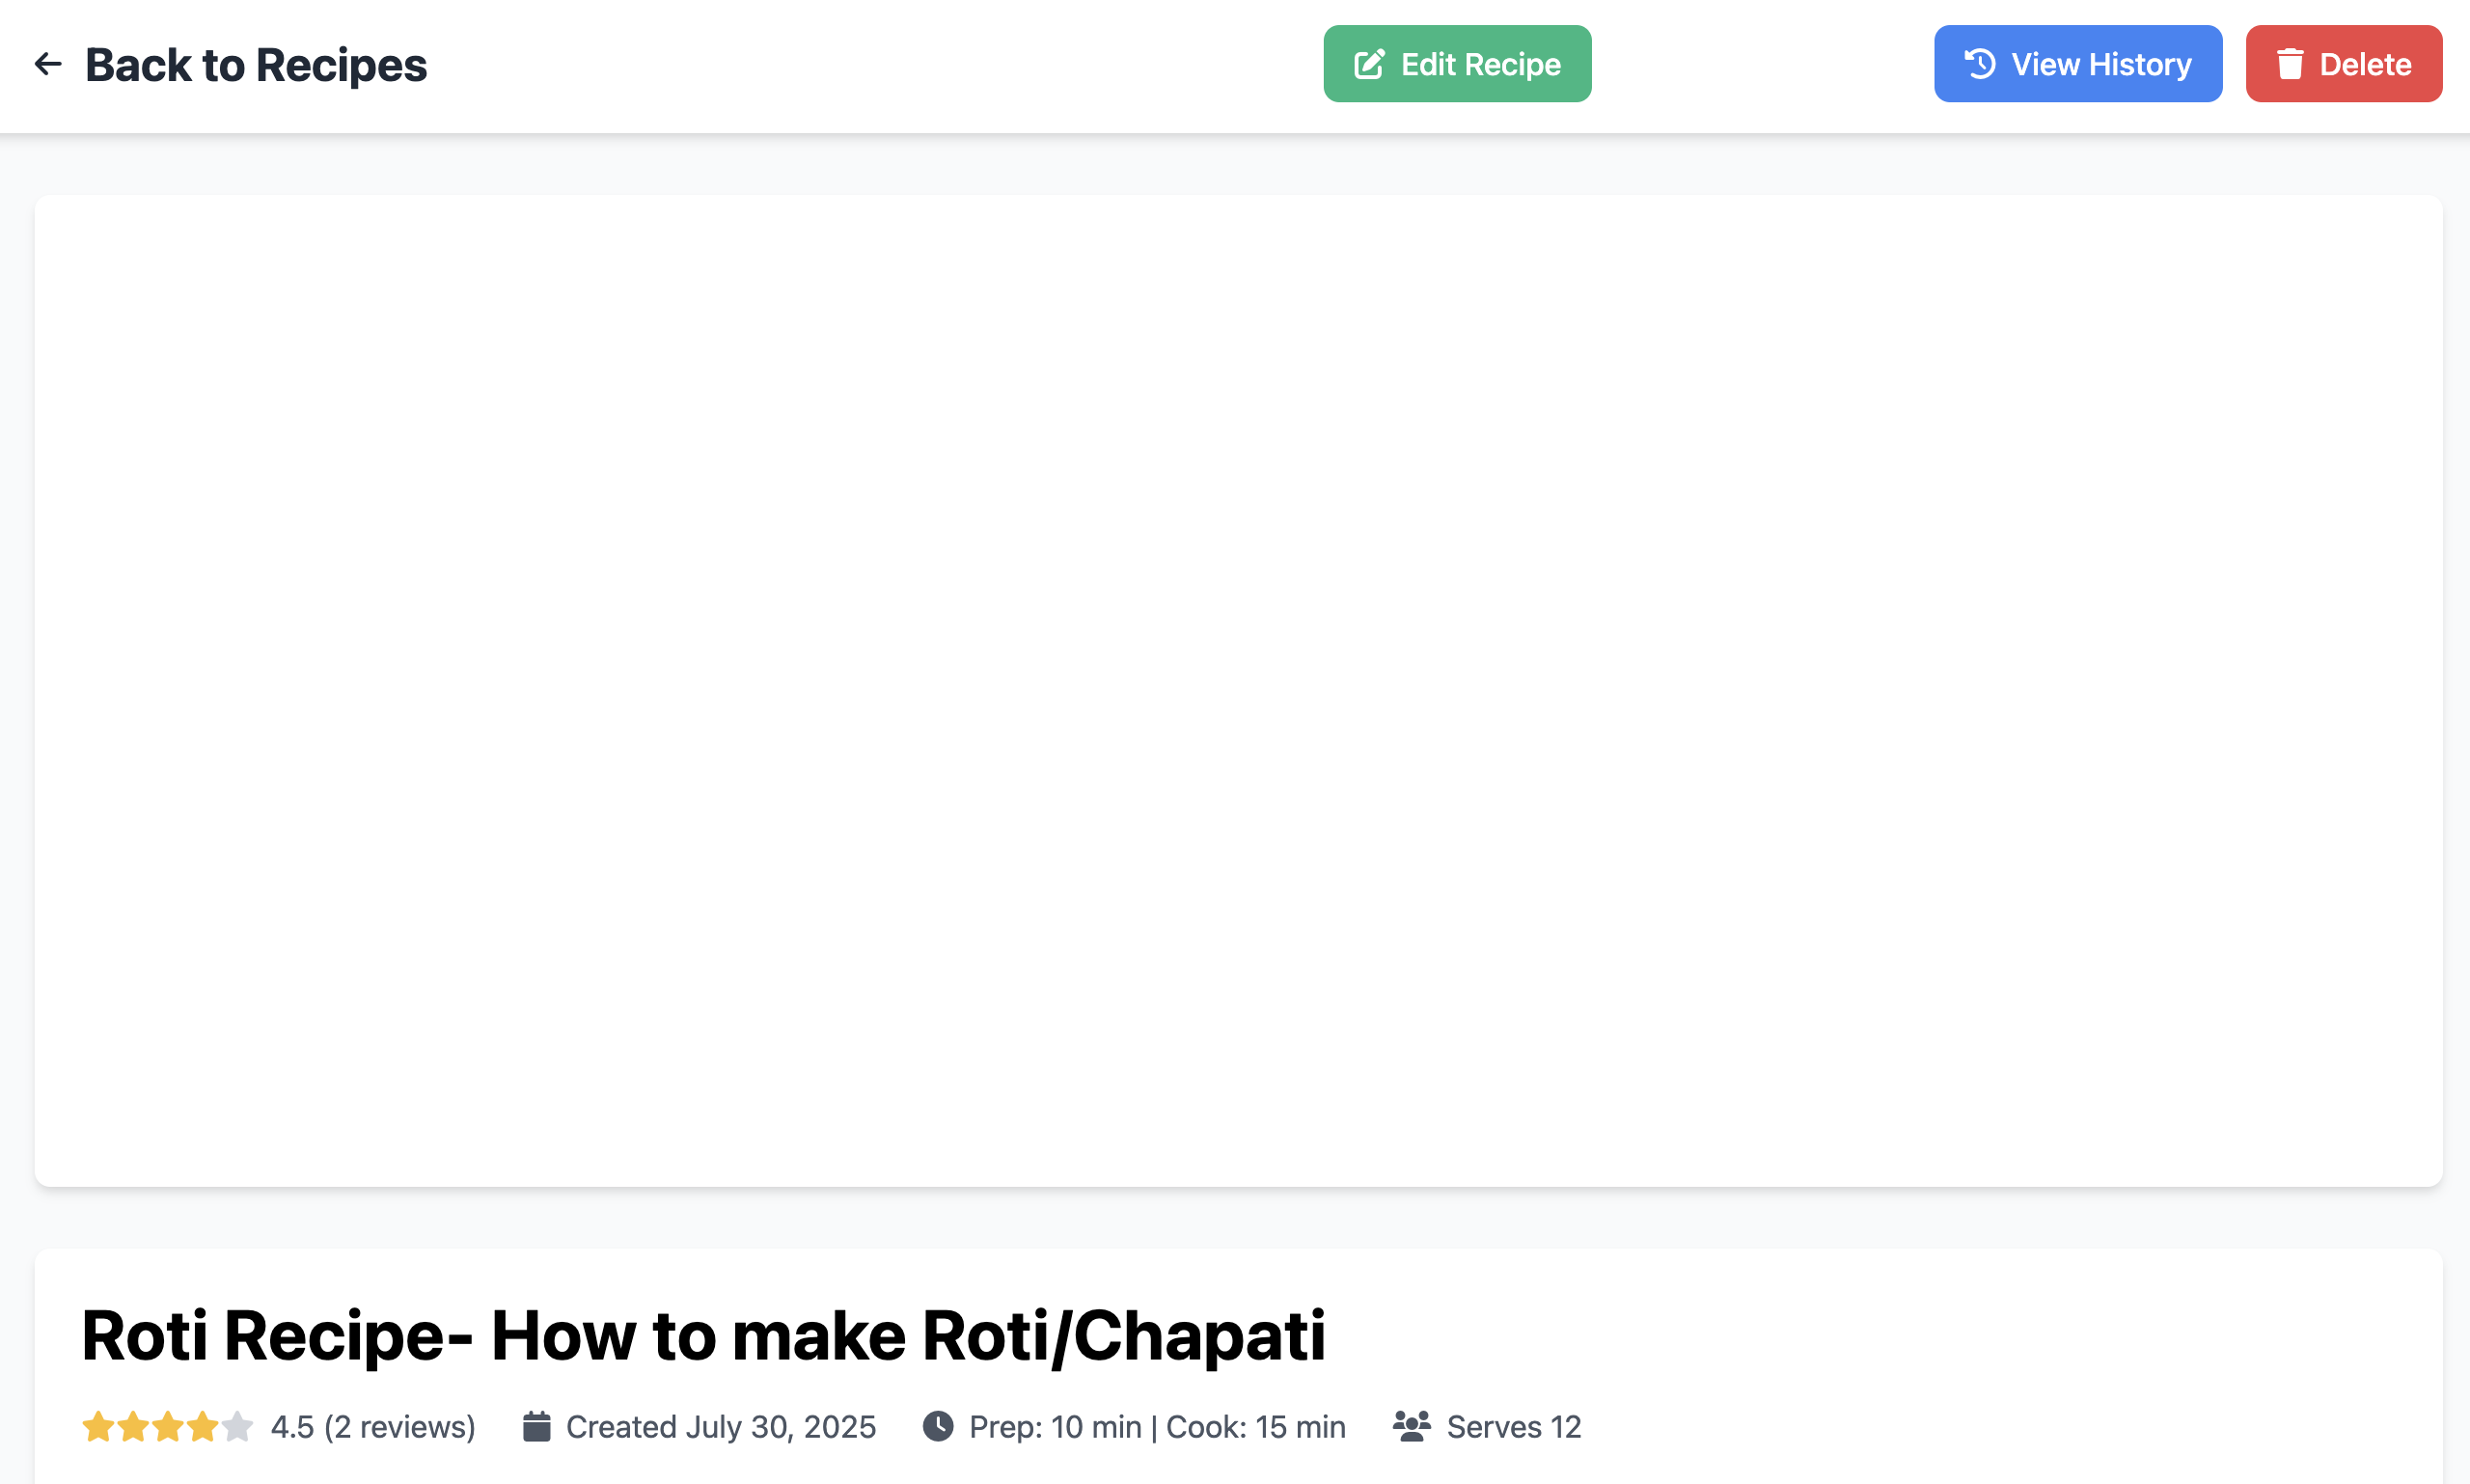 Back to Recipes
Edit Recipe
View History
Delete
Roti Recipe- How to make Roti/Chapati
4.5 (2 reviews) Created July 30, 2025 Prep: 10 min | Cook: 15 min Serves 12